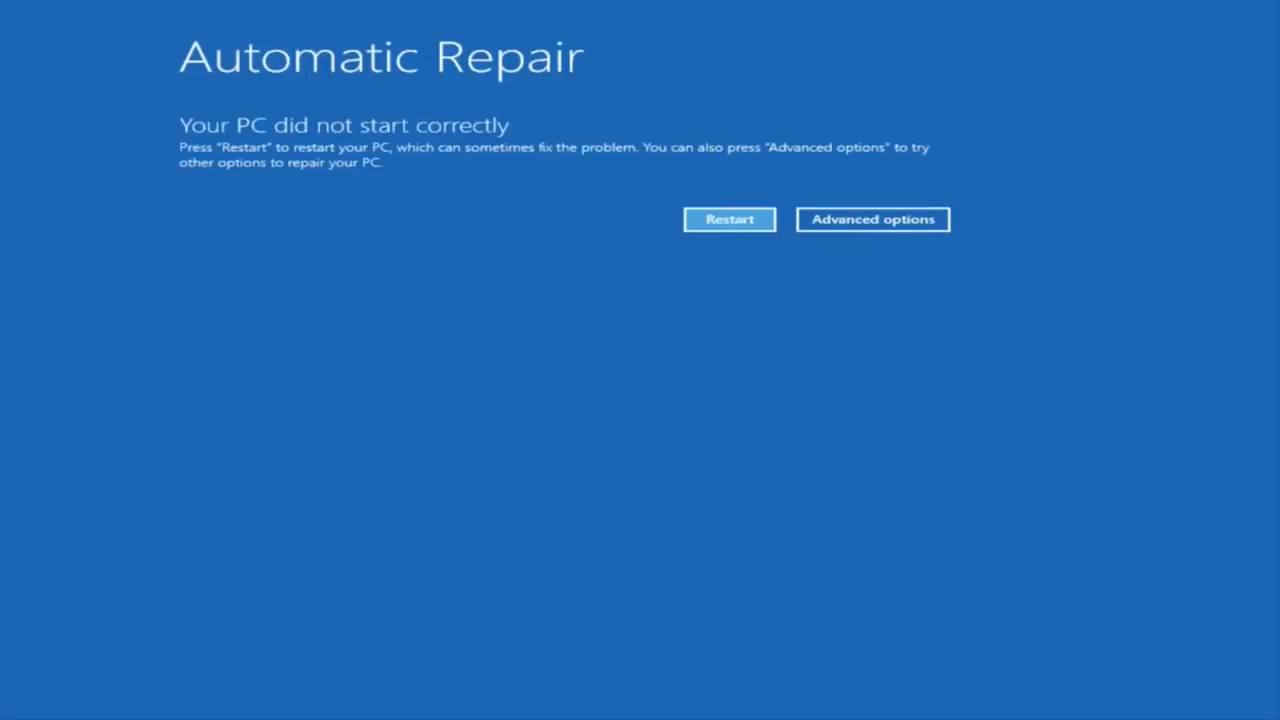 Automatic Repair
Your PC did not start correctly
Press "Restart" to restart your PC, which can sometimes fix the problem. You can also press "Advanced options" to try
other options to repair your PC.
Restart
Advanced options